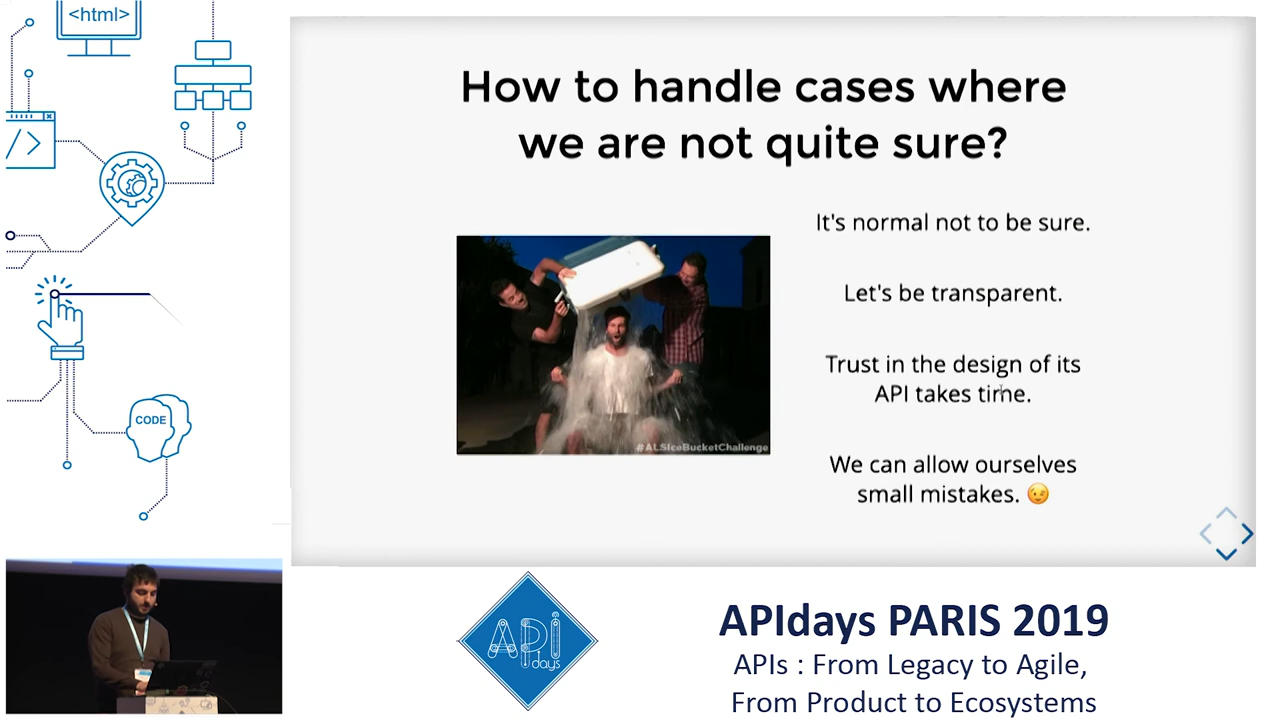 <html>
</>
CODE
How to handle cases where
we are not quite sure?
It's normal not to be sure.
Let's be transparent.
Trust in the design of its
API takes time.
We can allow ourselves
small mistakes. 😉
#ALSIceBucketChallenge
API
days
APIdays PARIS 2019
APIs : From Legacy to Agile,
From Product to Ecosystems